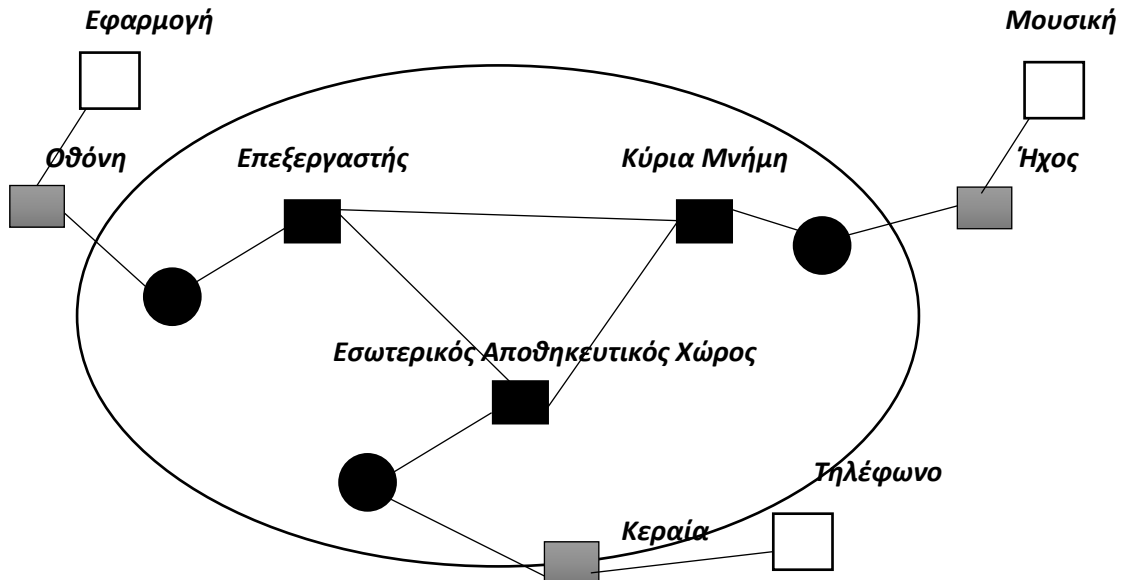 Εφαρμογή
Μουσική
Οθόνη
Επεξεργαστής
Κύρια Μνήμη
Ήχος
Εσωτερικός Αποθηκευτικός Χώρος
Τηλέφωνο
Κεραία